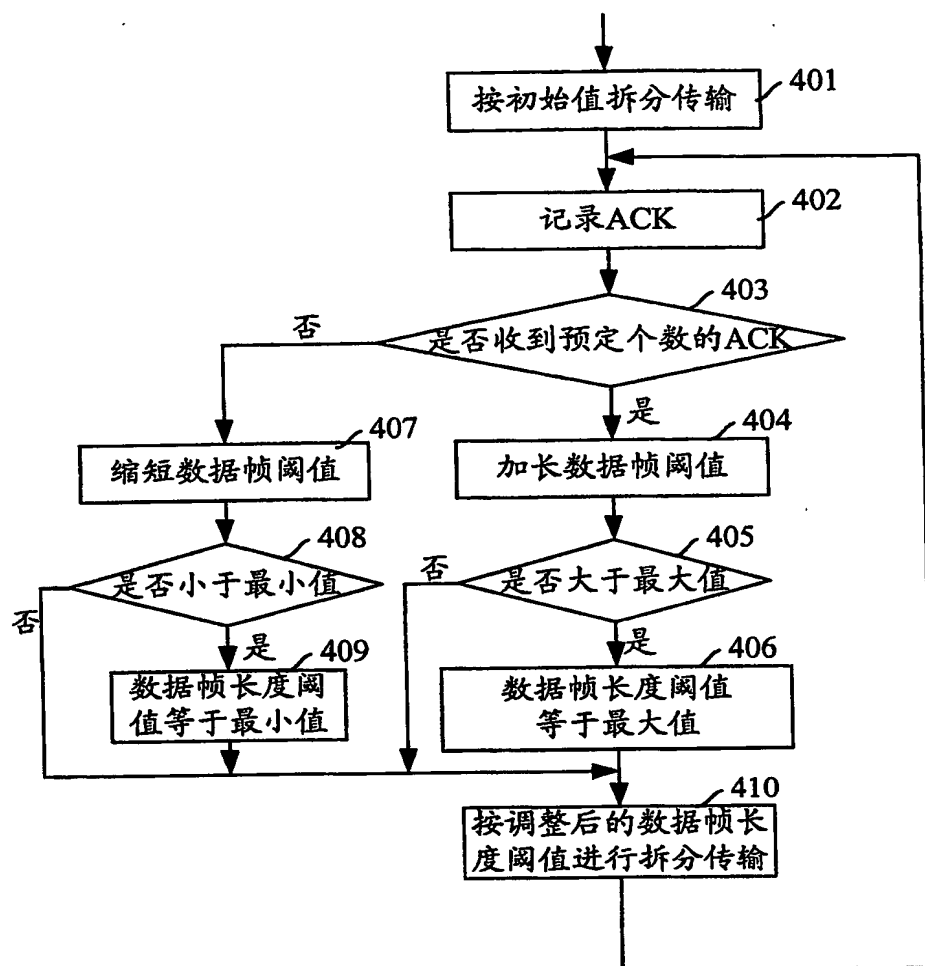 按初始值拆分传输
401
记录ACK
402
403
是否收到预定个数的ACK
否
是
407
缩短数据帧阈值
404
加长数据帧阈值
408
是否小于最小值
否
405
是否大于最大值
否
是
409
数据帧长度阈
值等于最小值
是
406
数据帧长度阈值
等于最大值
410
按调整后的数据帧长
度阈值进行拆分传输